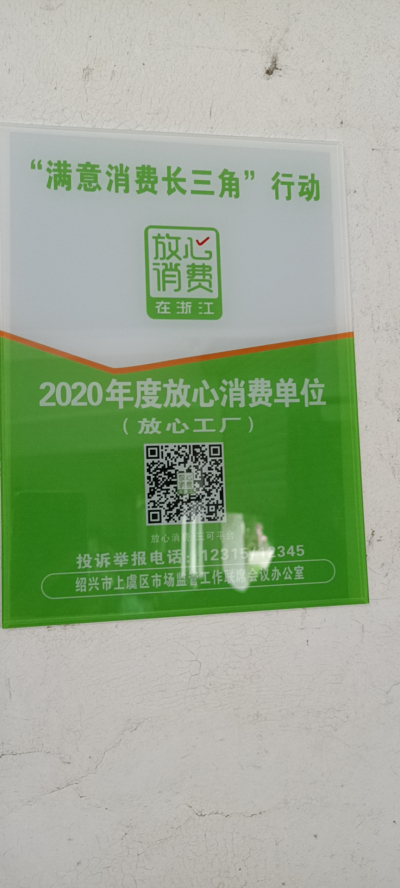 “满意消费长三角”行动
放心
消费
在浙江
2020年度放心消费单位
(放心工厂)
投诉举报电话:12315/12345
绍兴市上虞区市场监管工作联席会议办公室